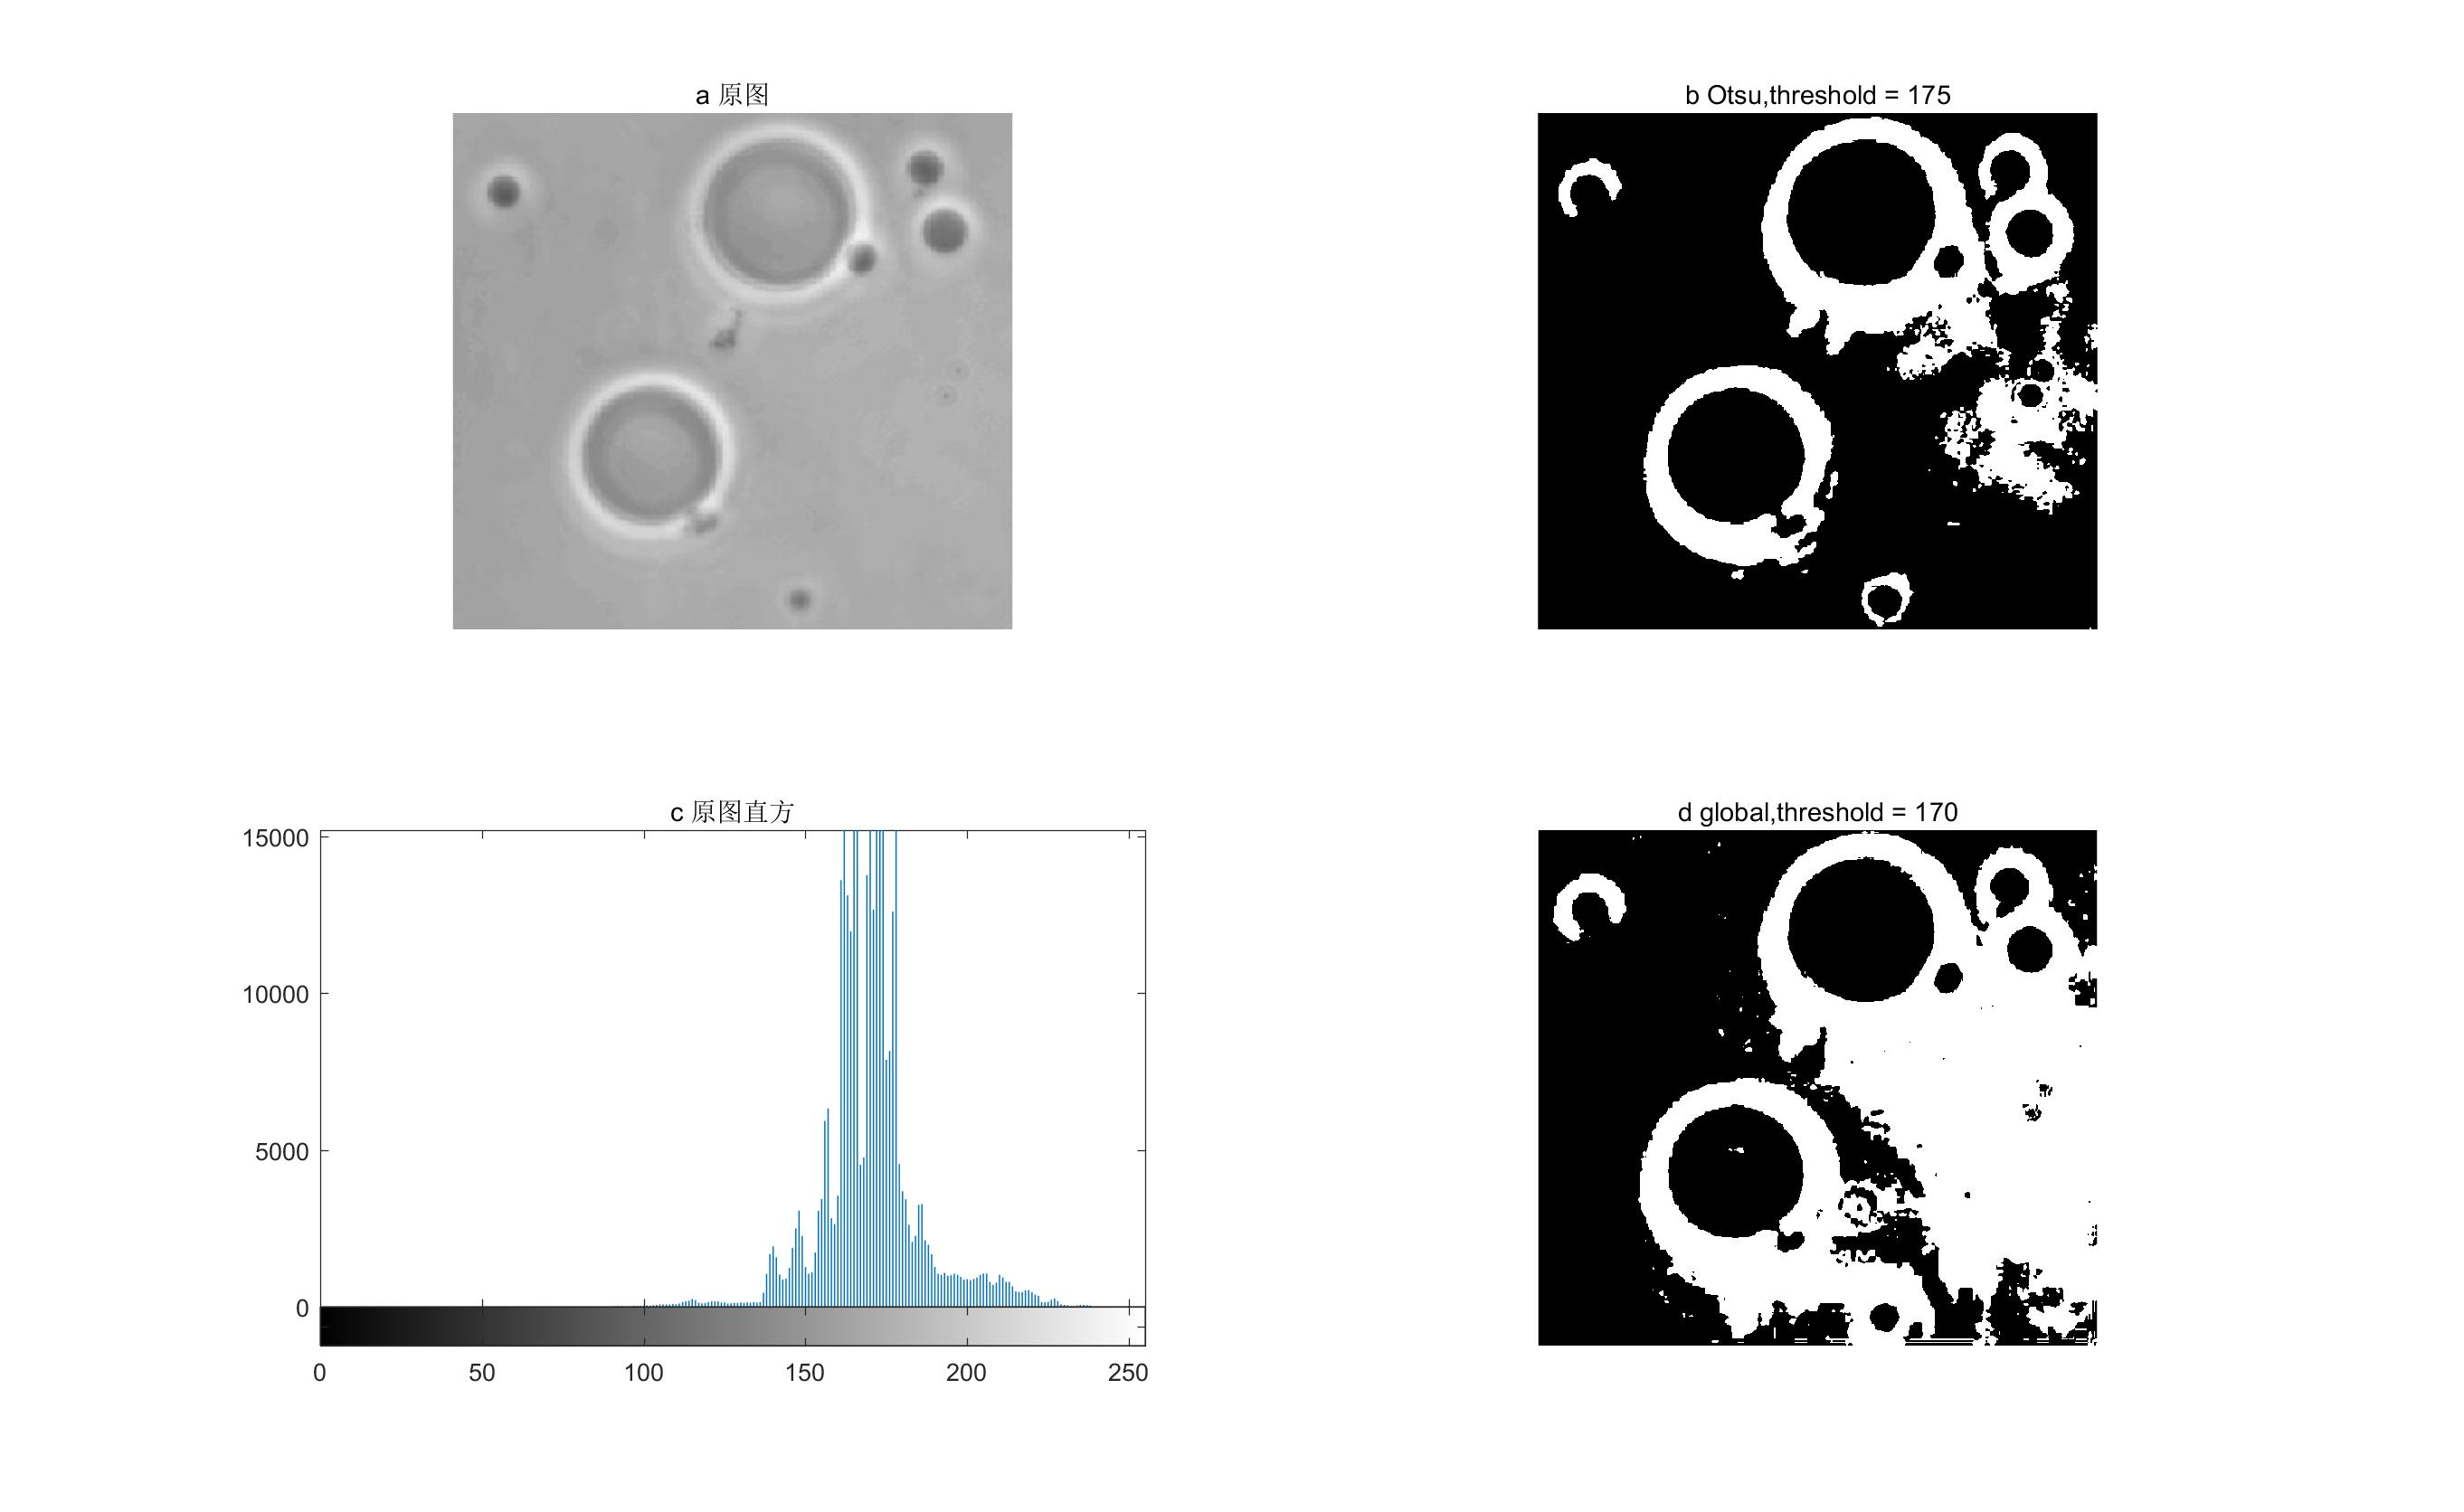 a 原图
b Otsu,threshold = 175
c 原图直方
15000
10000
5000
0
0 50 100 150 200 250
d global,threshold = 170